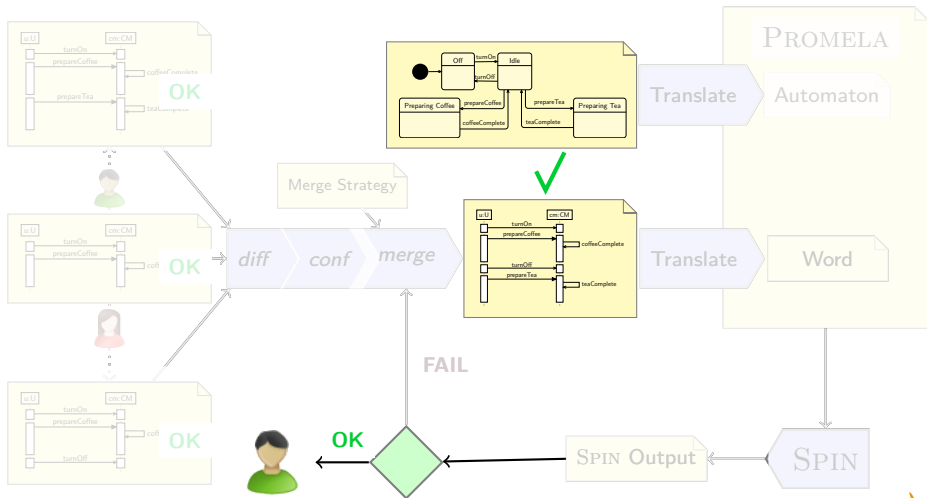 u:U cm:CM
turnOn
prepareCoffee
coffeeComplete
prepareTea
teaComplete
OK
Off
Idle
turnOn
turnOff
Preparing Coffee
Preparing Tea
prepareCoffee
prepareTea
coffeeComplete
teaComplete
Translate
PROMELA
Automaton
Merge Strategy
u:U cm:CM
turnOn
prepareCoffee
OK
diff conf merge
u:U cm:CM
turnOn
prepareCoffee
coffeeComplete
turnOff
prepareTea
teaComplete
Translate
Word
FAIL
u:U cm:CM
turnOn
prepareCoffee
turnOff
OK
OK
SPIN Output
SPIN